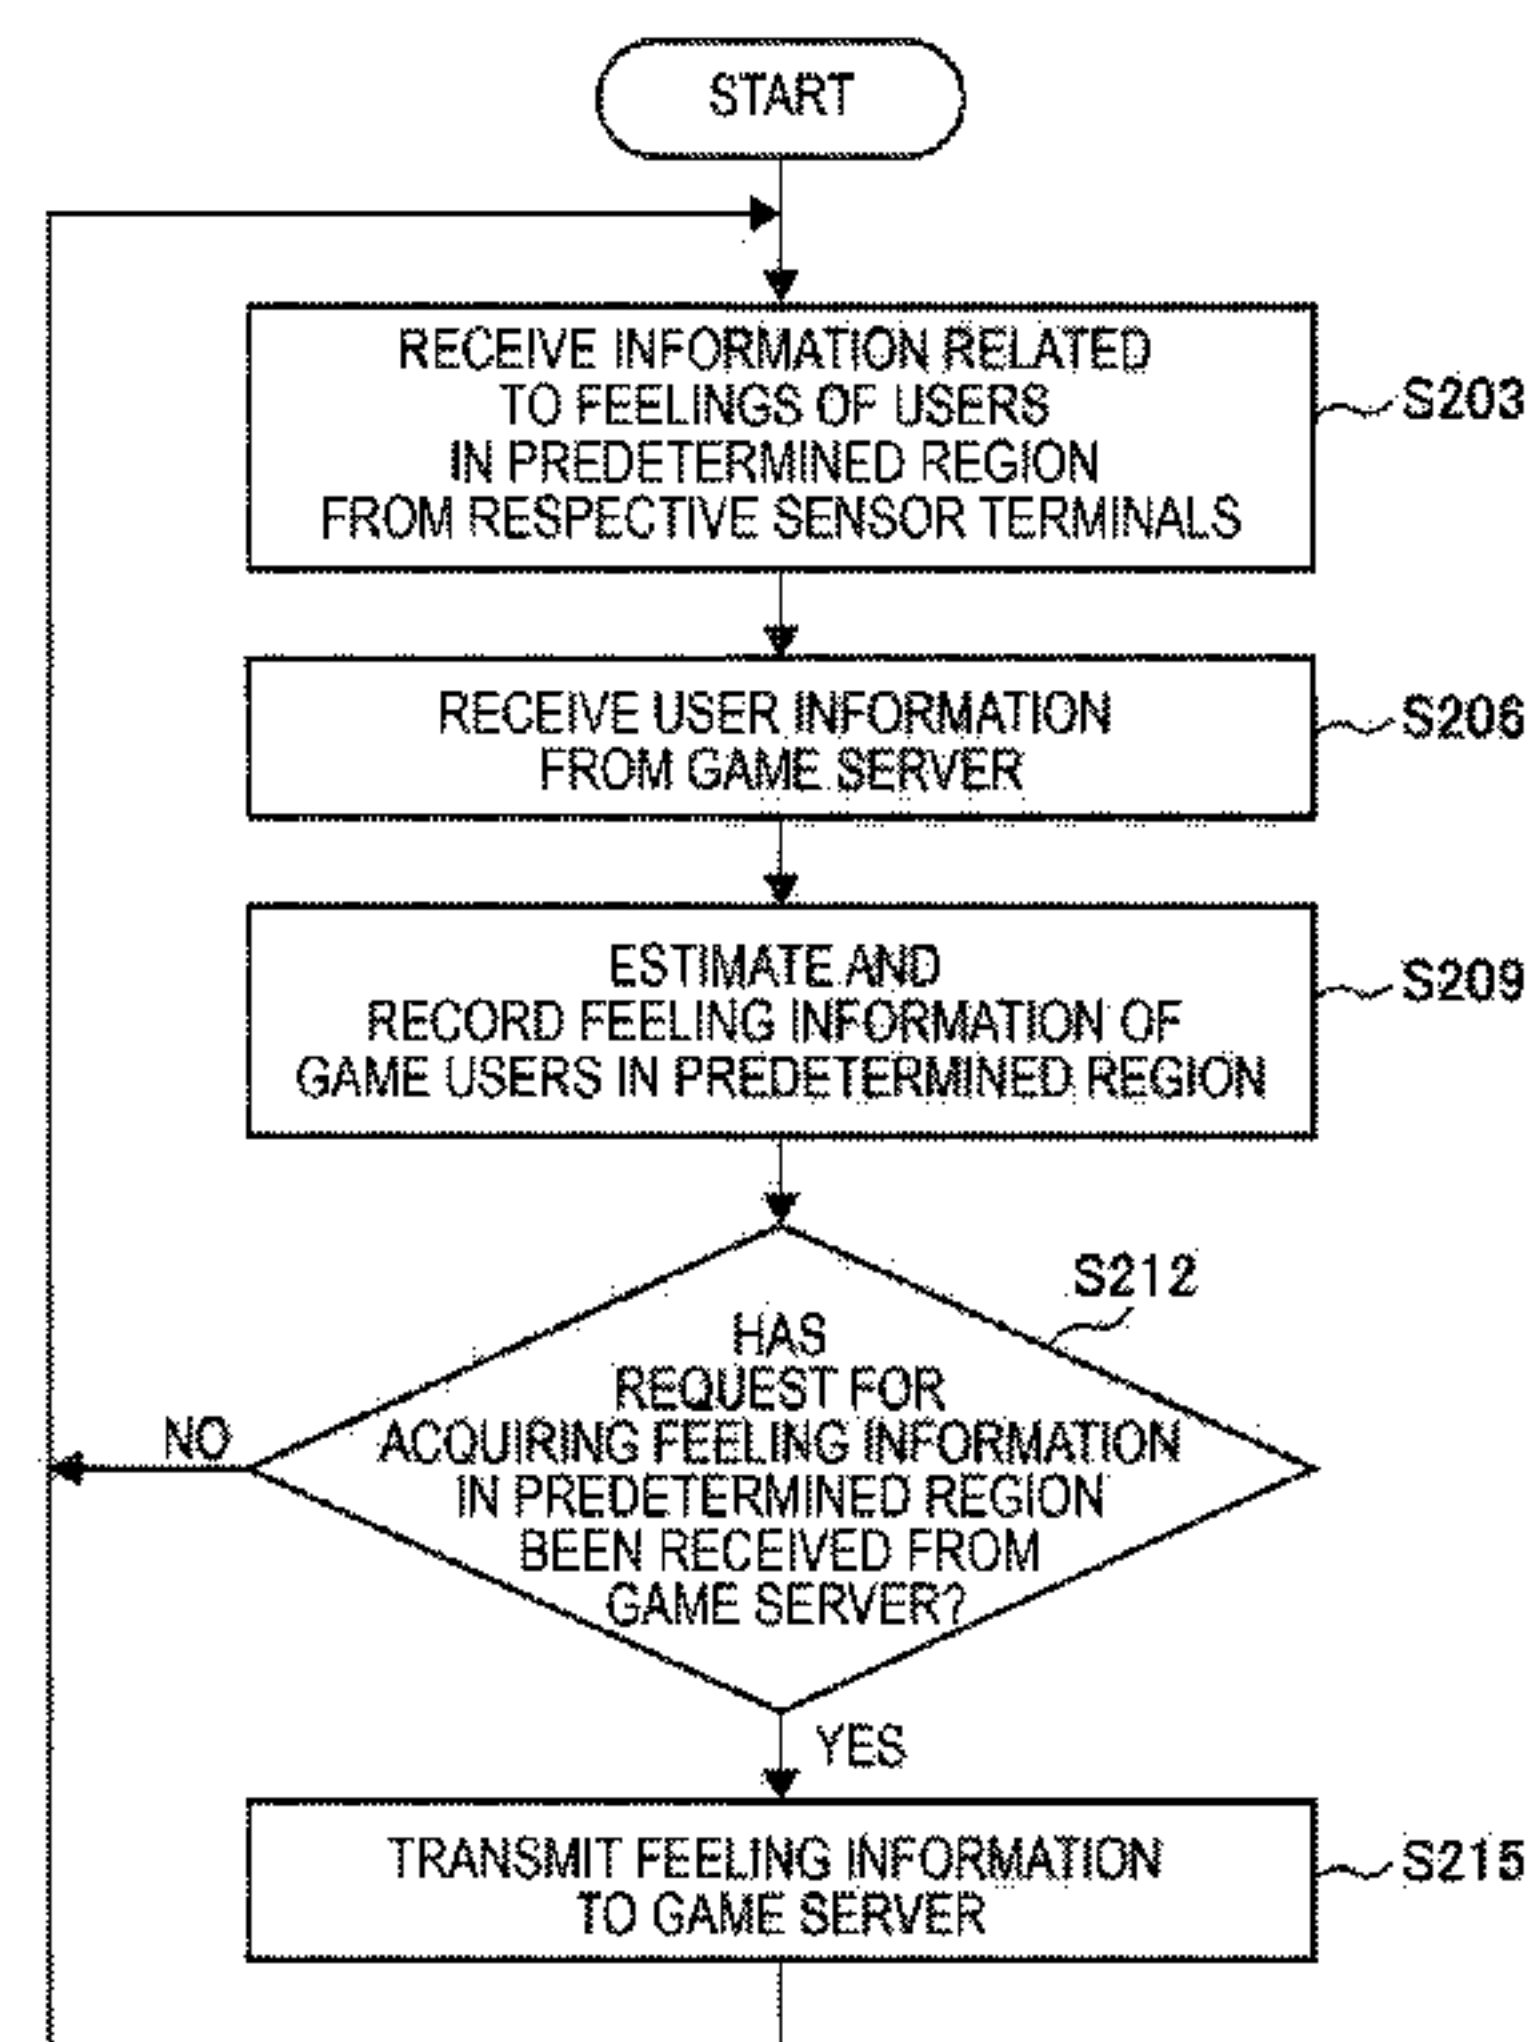 START
RECEIVE INFORMATION RELATED
TO FEELINGS OF USERS
IN PREDETERMINED REGION
FROM RESPECTIVE SENSOR TERMINALS
S203
RECEIVE USER INFORMATION
FROM GAME SERVER
S206
ESTIMATE AND
RECORD FEELING INFORMATION OF
GAME USERS IN PREDETERMINED REGION
S209
S212
HAS
REQUEST FOR
ACQUIRING FEELING INFORMATION
IN PREDETERMINED REGION
BEEN RECEIVED FROM
GAME SERVER?
NO
YES
TRANSMIT FEELING INFORMATION
TO GAME SERVER
S215